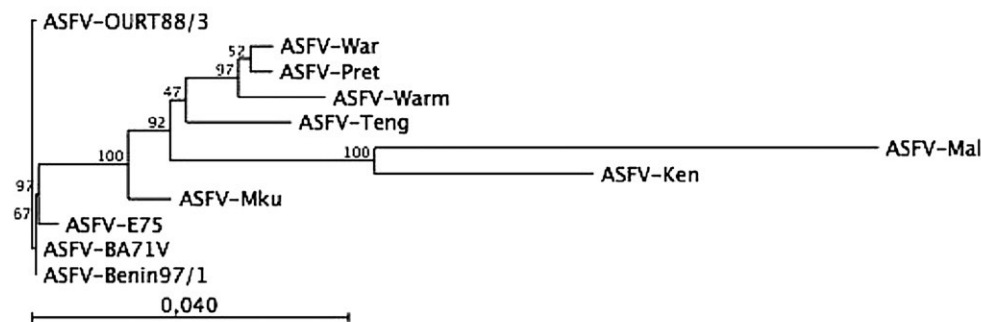 ASFV-OURT88/3
52 ASFV-War
97 ASFV-Pret
47 ASFV-Warm
92 ASFV-Teng
100 ASFV-Mal
100 ASFV-Ken
97 ASFV-Mku
67 ASFV-E75
ASFV-BA71V
ASFV-Benin97/1
0,040